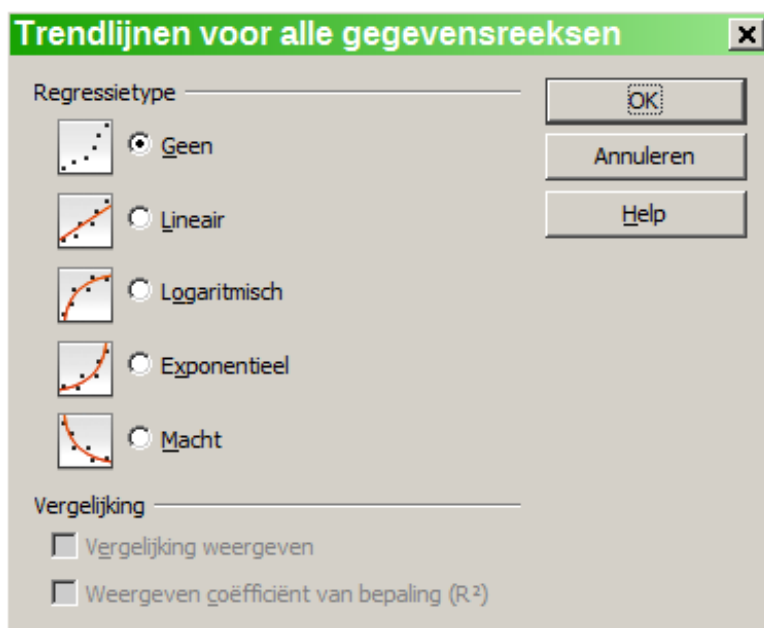 Trendlijnen voor alle gegevensreeksen
Regressietype
Geen
Lineair
Logaritmisch
Exponentieel
Macht
Vergelijking
Vergelijking weergeven
Weergeven coëfficiënt van bepaling (R²)
OK
Annuleren
Help